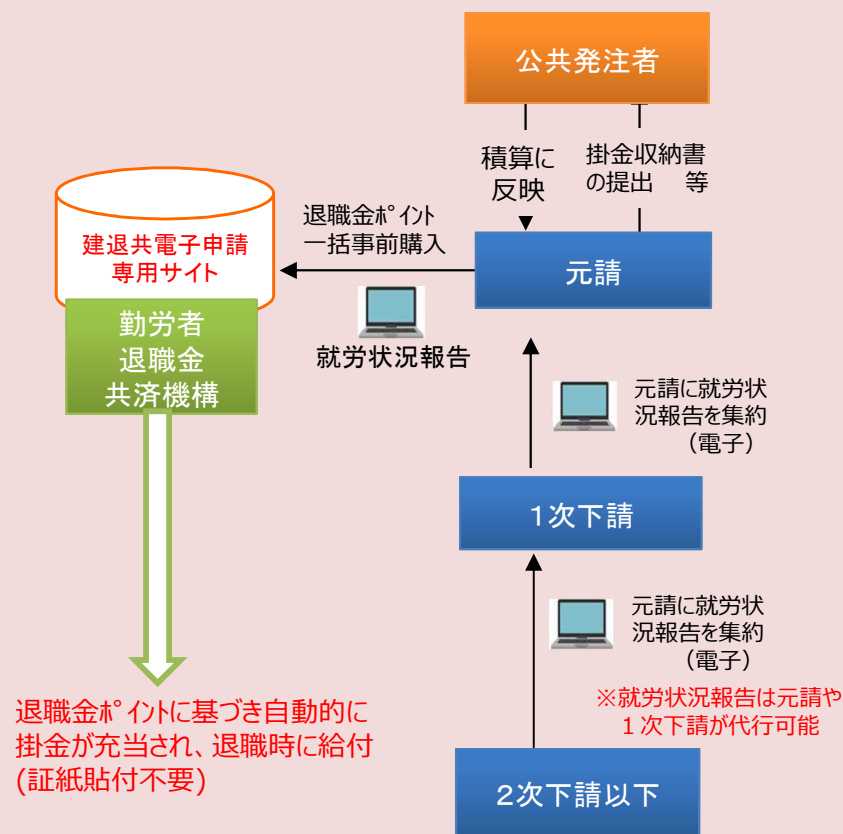 公共発注者
積算に
反映
掛金収納書
の提出　等
退職金ﾎﾟｲﾝﾄ
一括事前購入
建退共電子申請
専用サイト
元請
勤労者
退職金
共済機構
就労状況報告
元請に就労状
況報告を集約
(電子)
1次下請
元請に就労状
況報告を集約
(電子)
※就労状況報告は元請や
1次下請が代行可能
退職金ﾎﾟｲﾝﾄに基づき自動的に
掛金が充当され、退職時に給付
(証紙貼付不要)
2次下請以下